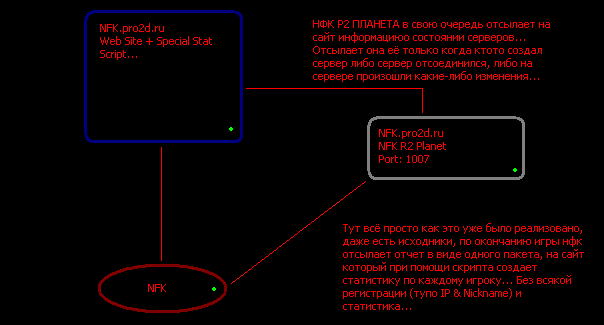 NFK.pro2d.ru
Web Site + Special Stat
Script...
НФК Р2 ПЛАНЕТА в свою очередь отсылает на
сайт информациюо состоянии серверов...
Отсылает она её только когда ктото создал
сервер либо сервер отсоединился, либо на
сервере произошли какие-либо изменения...
NFK.pro2d.ru
NFK R2 Planet
Port: 1007
Тут всё просто как это уже было реализовано,
даже есть исходники, по окончанию игры нфк
отсылает отчет в виде одного пакета, на сайт
который при помощи скрипта создает
статистику по каждому игроку... Без всякой
регистрации (тупо IP & Nickname) и
статистика...
NFK